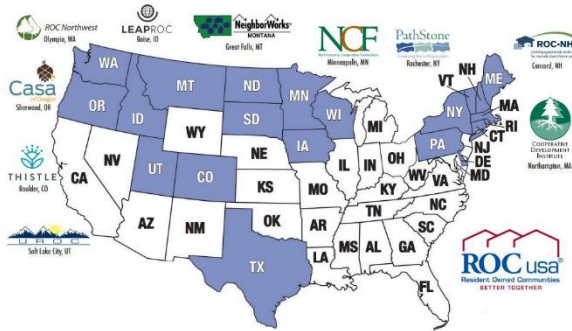 ROC Northwest
Olympia, WA
LEAPROC
Boise, ID
NeighborWorks®
MONTANA
Great Falls, MT
NCF
Minneapolis, MN
PathStone
Rochester, NY
ROC-NH
Concord, NH
Casa
of Oregon
Sherwood, OR
THISTLE
Boulder, CO
UROC
Salt Lake City, UT
COOPERATIVE
DEVELOPMENT
INSTITUTE
Northampton, MA
WA
OR
ID
MT
ND
MN
WI
SD
IA
WY
NE
NV
UT
CO
CA
AZ
NM
KS
OK
TX
MO
AR
LA
IL
IN
MI
OH
KY
TN
MS
AL
GA
FL
SC
NC
VA
WV
PA
NY
VT
NH
ME
MA
RI
CT
NJ
DE
MD
ROC USA®
Resident Owned Communities
BETTER TOGETHER